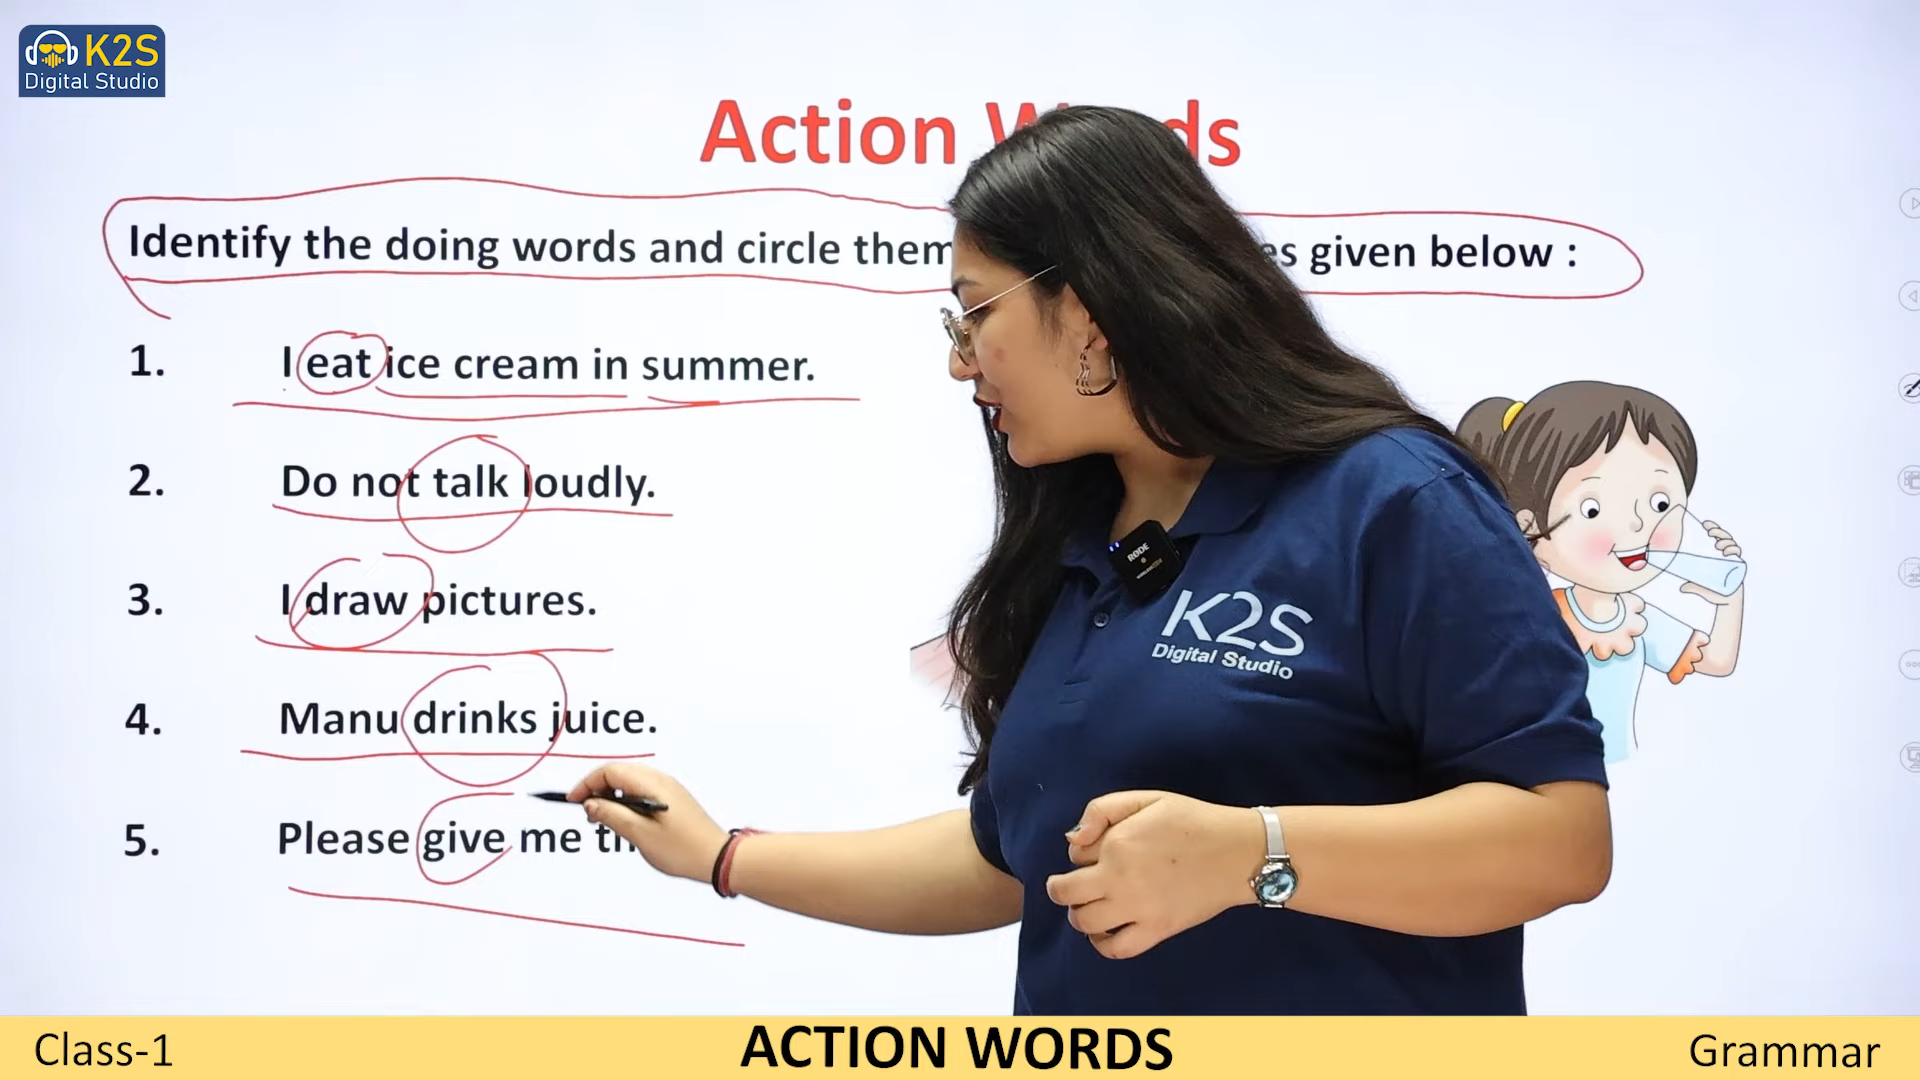 K2S
Digital Studio
Action
Identify the doing words and circle them given below :
1. I eat ice cream in summer.
2. Do not talk loudly.
3. I draw pictures.
4. Manu drinks juice.
5. Please give me
RODE
K2S
Digital Studio
Class-1
ACTION WORDS
Grammar